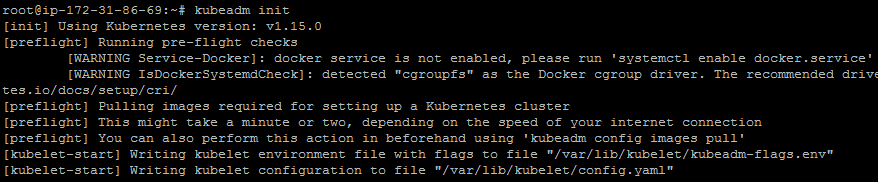 root@ip-172-31-86-69:~# kubeadm init
[init] Using Kubernetes version: v1.15.0
[preflight] Running pre-flight checks
        [WARNING Service-Docker]: docker service is not enabled, please run 'systemctl enable docker.service'
        [WARNING IsDockerSystemdCheck]: detected "cgroupfs" as the Docker cgroup driver. The recommended drive
tes.io/docs/setup/cri/
[preflight] Pulling images required for setting up a Kubernetes cluster
[preflight] This might take a minute or two, depending on the speed of your internet connection
[preflight] You can also perform this action in beforehand using 'kubeadm config images pull'
[kubelet-start] Writing kubelet environment file with flags to file "/var/lib/kubelet/kubeadm-flags.env"
[kubelet-start] Writing kubelet configuration to file "/var/lib/kubelet/config.yaml"